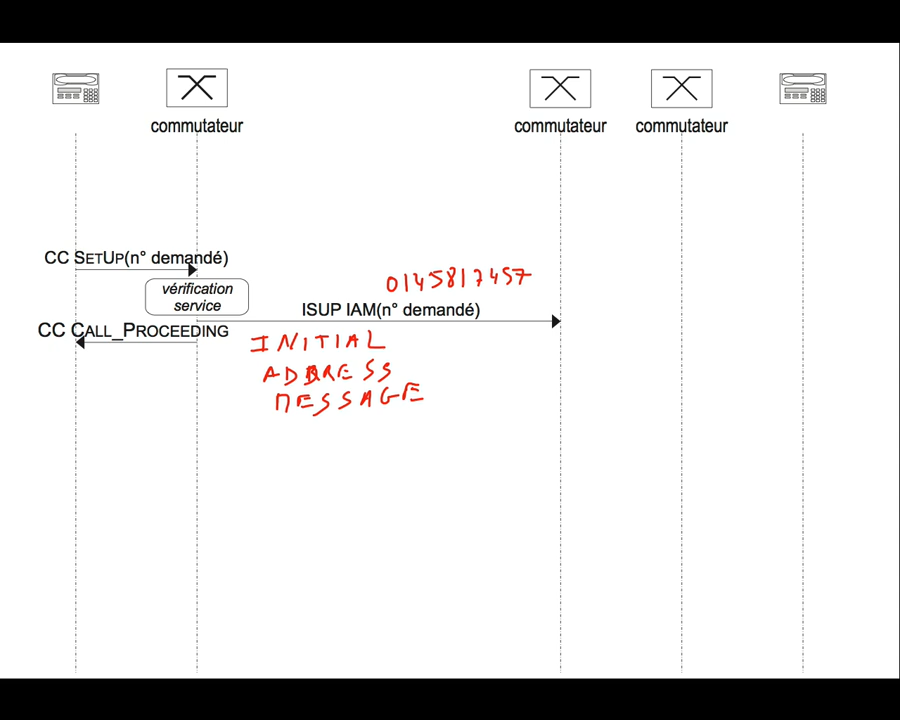 commutateur
commutateur
commutateur
CC SETUP(n° demandé)
vérification
service
0145817457
ISUP IAM(n° demandé)
CC CALL_PROCEEDING
INITIAL
ADDRESS
MESSAGE